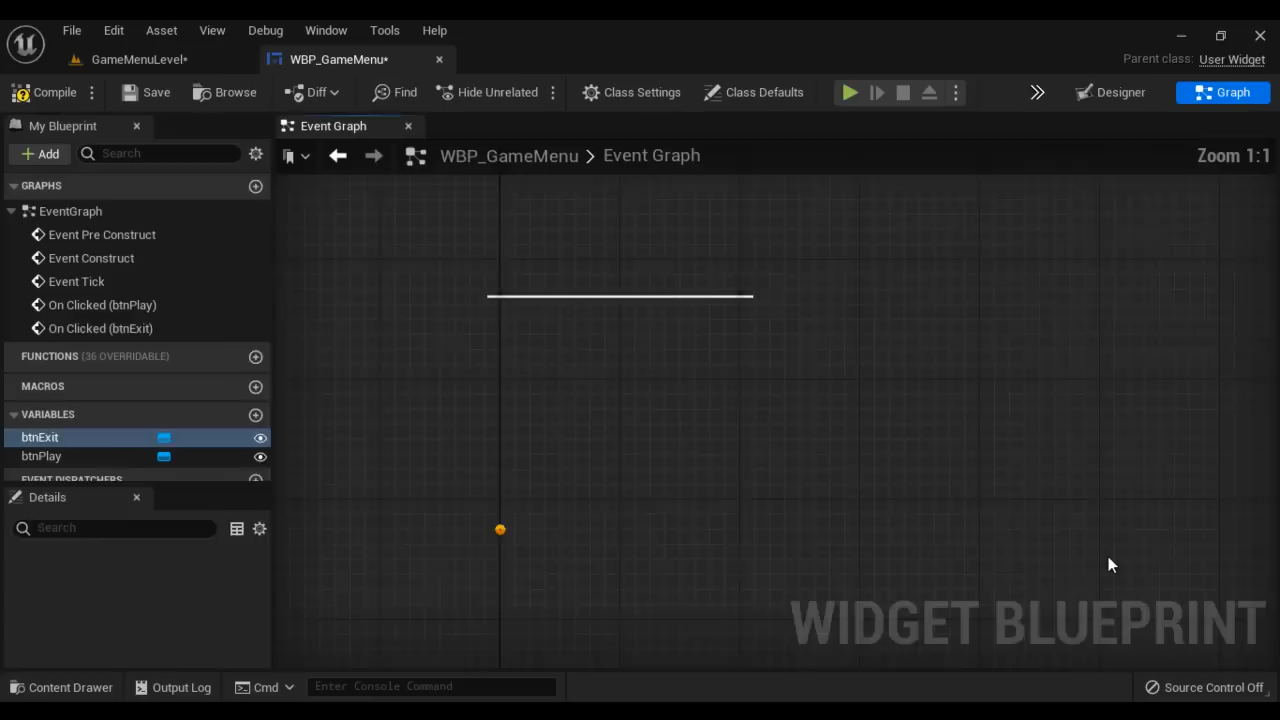 File Edit Asset View Debug Window Tools Help
GameMenuLevel* WBP_GameMenu* Parent class: User Widget
Compile Save Browse Diff Find Hide Unrelated Class Settings Class Defaults Designer Graph
My Blueprint Event Graph
Add Search WBP_GameMenu > Event Graph Zoom 1:1
GRAPHS
EventGraph
Event Pre Construct
Event Construct
Event Tick
On Clicked (btnPlay)
On Clicked (btnExit)
FUNCTIONS (36 OVERRIDABLE)
MACROS
VARIABLES
btnExit
btnPlay
EVENT DISPATCHERS
Details
Search
WIDGET BLUEPRINT
Content Drawer Output Log Cmd Enter Console Command Source Control Off